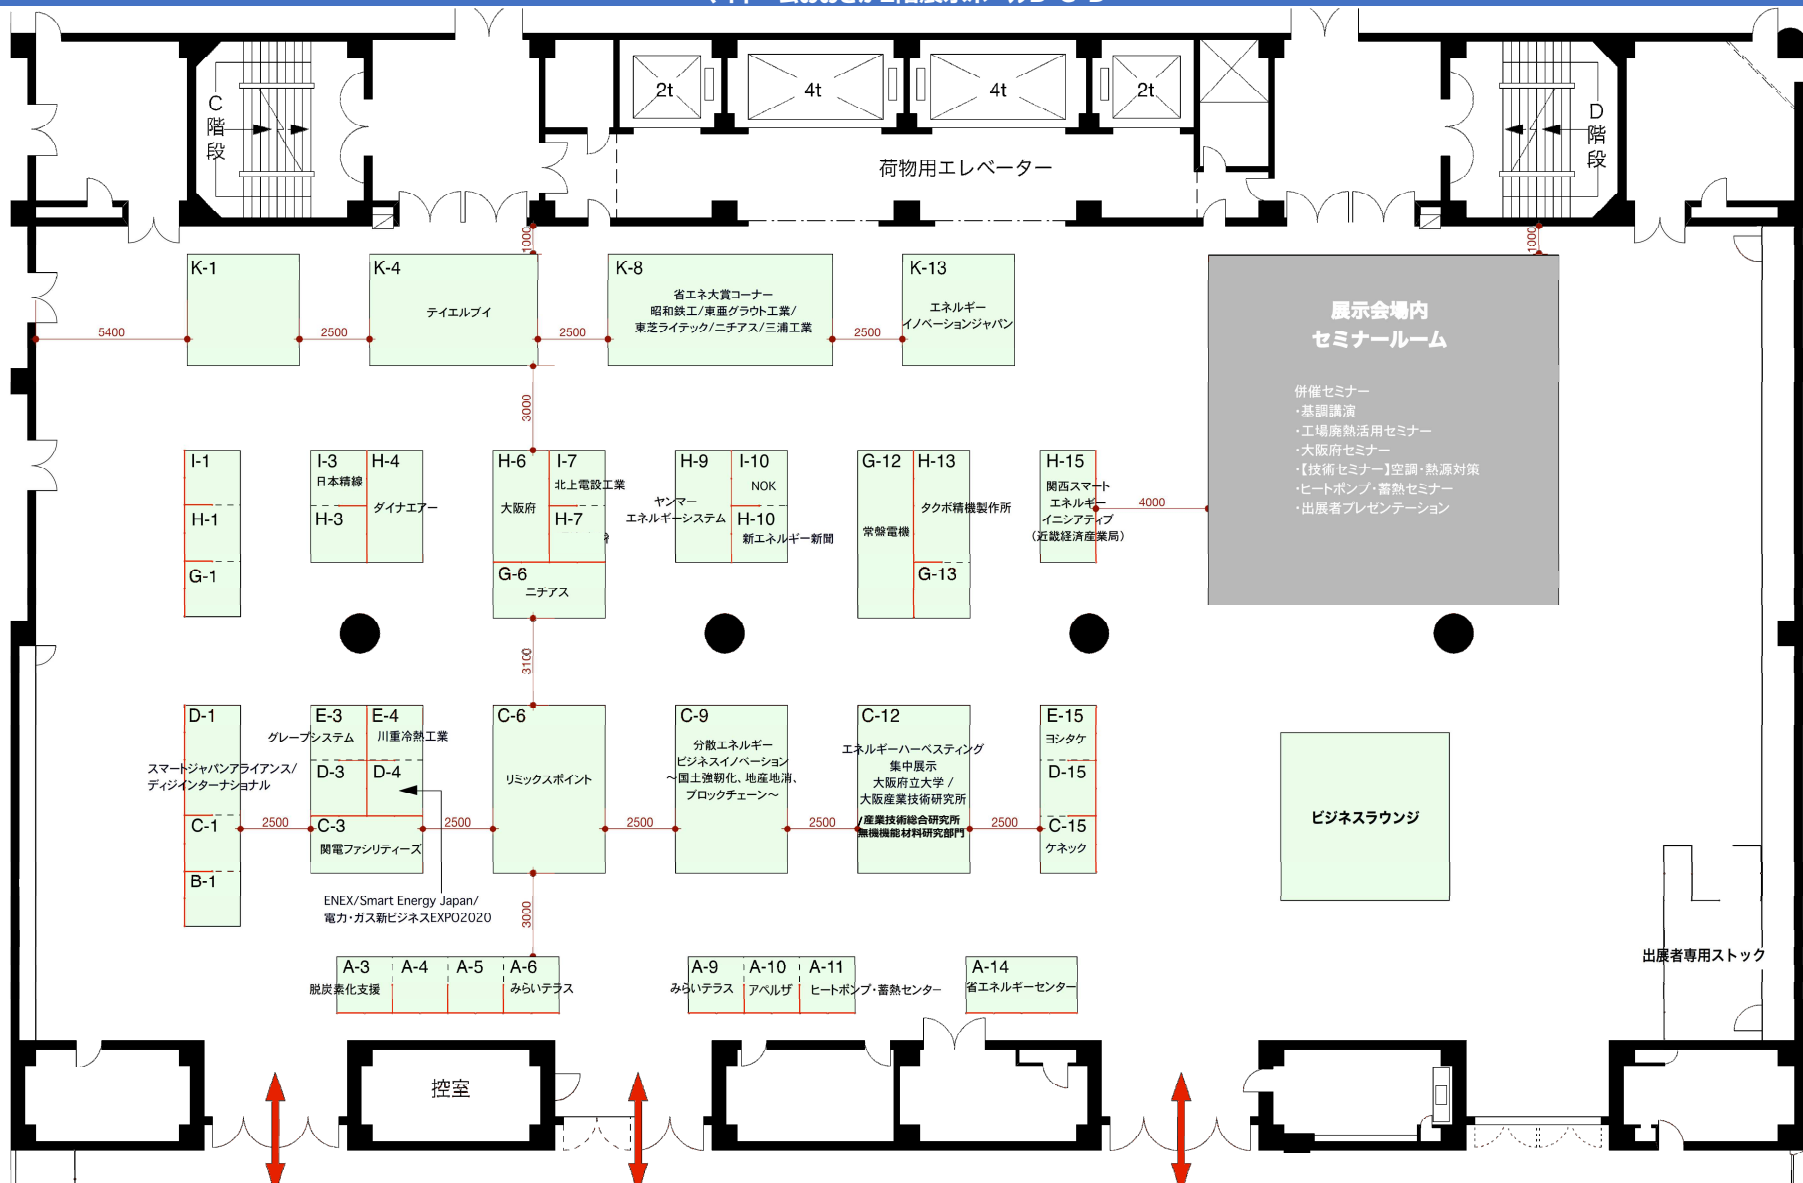 C階段
2t
4t
4t
2t
D階段
荷物用エレベーター
1000
1000
K-1
K-4
テイエルブイ
K-8
省エネ大賞コーナー
昭和鉄工/東亜グラウト工業/
東芝ライテック/ニチアス/三浦工業
K-13
エネルギー
イノベーションジャパン
5400
2500
2500
2500
展示会場内
セミナールーム
併催セミナー
・基調講演
・工場廃熱活用セミナー
・大阪府セミナー
・【技術セミナー】空調・熱源対策
・ヒートポンプ・蓄熱セミナー
・出展者プレゼンテーション
3000
I-1
H-1
G-1
I-3
日本精線
H-3
H-4
ダイナエアー
H-6
大阪府
I-7
北上電設工業
H-7
G-6
ニチアス
H-9
ヤンマー
エネルギーシステム
I-10
NOK
H-10
新エネルギー新聞
G-12
常盤電機
H-13
タクボ精機製作所
G-13
H-15
関西スマート
エネルギー
イニシアティブ
(近畿経済産業局)
4000
3100
D-1
スマートジャパンアライアンス/
ディジインターナショナル
C-1
B-1
E-3
グレープシステム
E-4
川重冷熱工業
D-3
D-4
C-3
関電ファシリティーズ
C-6
リミックスポイント
C-9
分散エネルギー
ビジネスイノベーション
〜国土強靭化、地産地消、
ブロックチェーン〜
C-12
エネルギーハーベスティング
集中展示
大阪府立大学 /
大阪産業技術研究所
/産業技術総合研究所
無機機能材料研究部門
E-15
ヨシタケ
D-15
C-15
ケネック
2500
2500
2500
2500
2500
ビジネスラウンジ
ENEX/Smart Energy Japan/
電力・ガス新ビジネスEXPO2020
3000
出展者専用ストック
A-3
脱炭素化支援
A-4
A-5
A-6
みらいテラス
A-9
みらいテラス
A-10
アペルザ
A-11
ヒートポンプ・蓄熱センター
A-14
省エネルギーセンター
控室